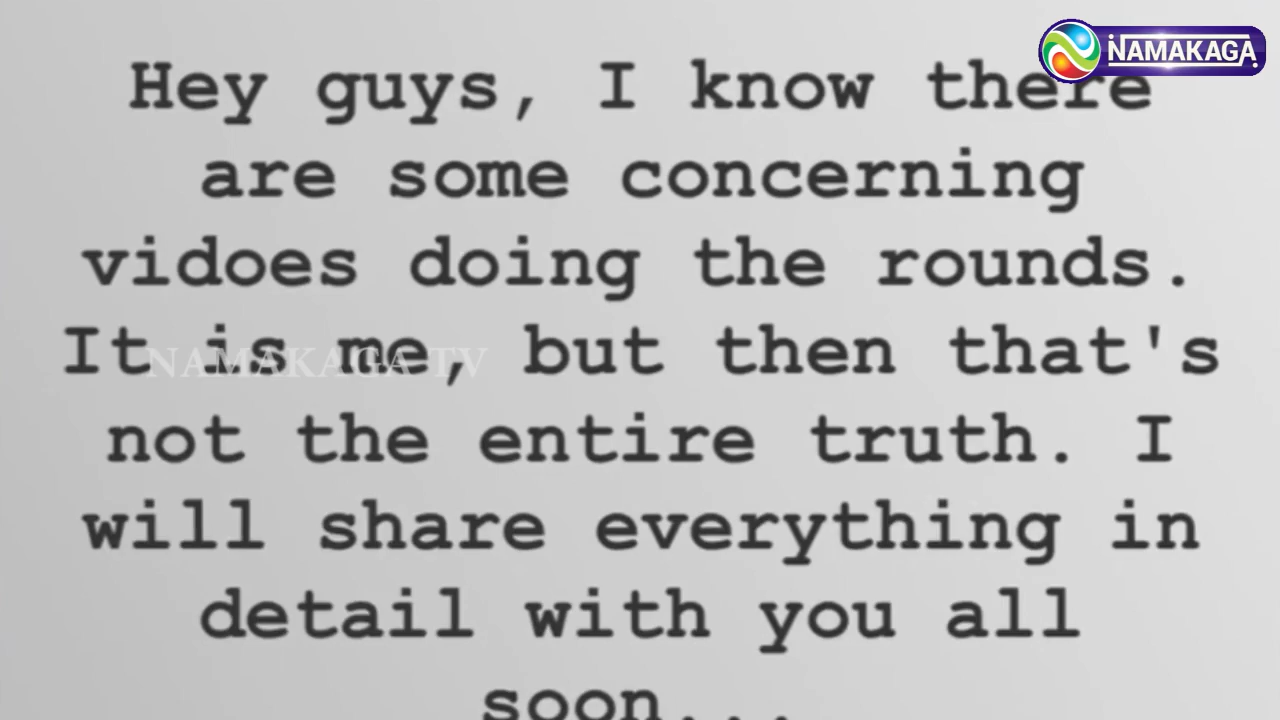 NAMAKAGA
Hey guys, I know there
are some concerning
vidoes doing the rounds.
It is me, but then that's
NAMAKAGA TV
not the entire truth. I
will share everything in
detail with you all
soon...